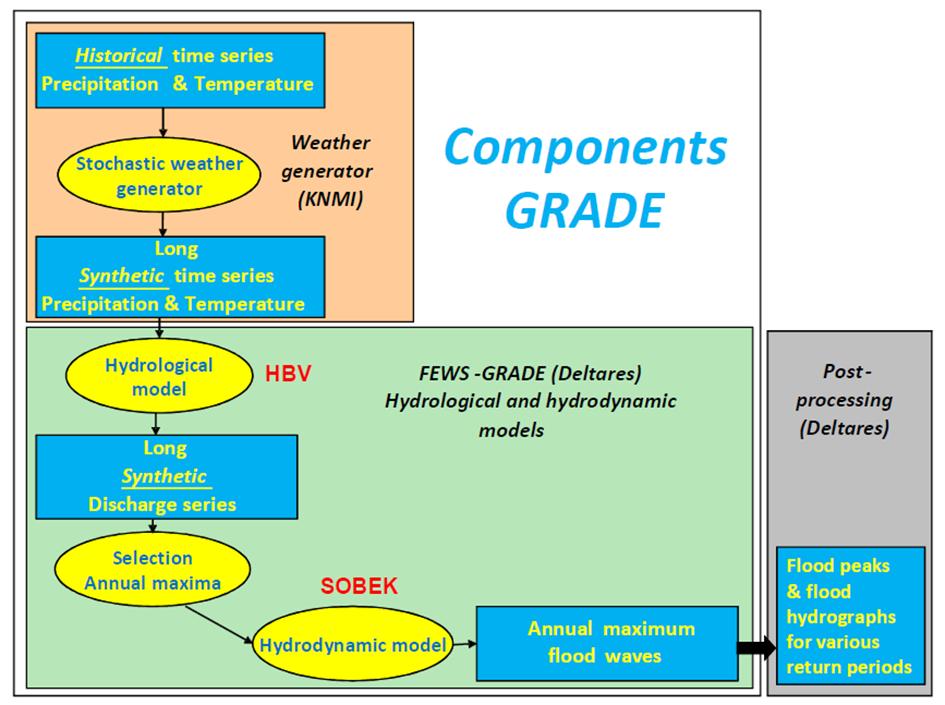 Historical time series
Precipitation & Temperature
Stochastic weather
generator
Weather
generator
(KNMI)
Components
GRADE
Long
Synthetic time series
Precipitation & Temperature
Hydrological
model
HBV
FEWS -GRADE (Deltares)
Hydrological and hydrodynamic
models
Post-
processing
(Deltares)
Long
Synthetic
Discharge series
Selection
Annual maxima
SOBEK
Hydrodynamic model
Annual maximum
flood waves
Flood peaks
& flood
hydrographs
for various
return periods